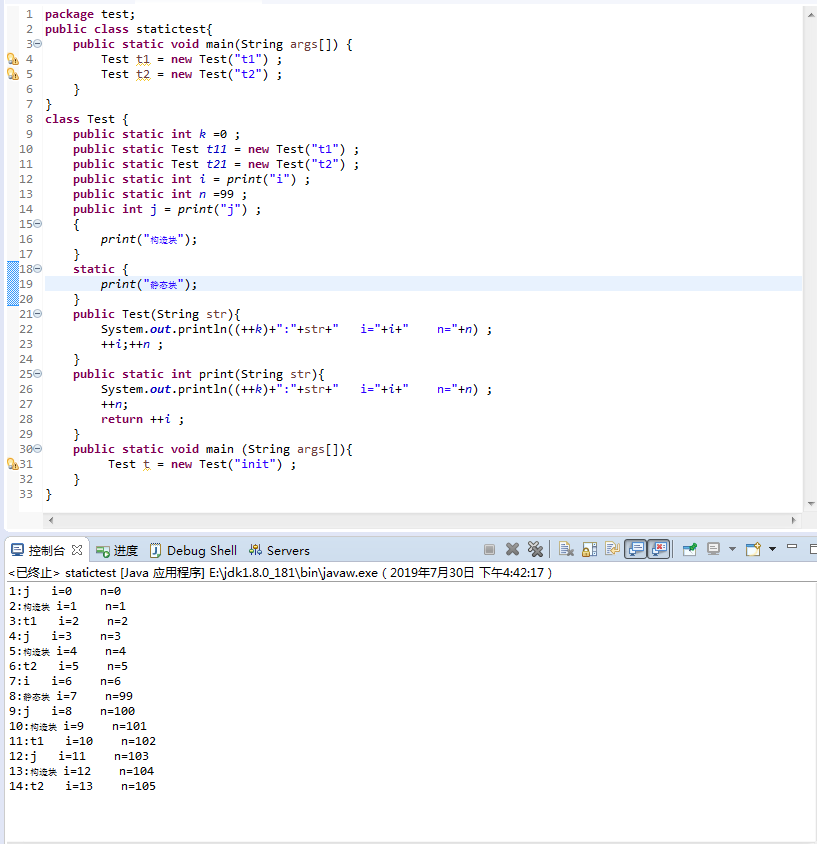 1 package test;
2 public class statictest{
3 public static void main(String args[]) {
4 Test t1 = new Test("t1") ;
5 Test t2 = new Test("t2") ;
6 }
7 }
8 class Test {
9 public static int k =0 ;
10 public static Test t11 = new Test("t1") ;
11 public static Test t21 = new Test("t2") ;
12 public static int i = print("i") ;
13 public static int n =99 ;
14 public int j = print("j") ;
15 {
16 print("构造块");
17 }
18 static {
19 print("静态块");
20 }
21 public Test(String str){
22 System.out.println((++k)+":"+str+"   i="+i+"    n="+n) ;
23 ++i;++n ;
24 }
25 public static int print(String str){
26 System.out.println((++k)+":"+str+"   i="+i+"    n="+n) ;
27 ++n;
28 return ++i ;
29 }
30 public static void main (String args[]){
31 Test t = new Test("init") ;
32 }
33 }
控制台 进度 Debug Shell Servers
<已终止> statictest [Java 应用程序] E:\jdk1.8.0_181\bin\javaw.exe ( 2019年7月30日 下午4:42:17 )
1:j   i=0    n=0
2:构造块 i=1    n=1
3:t1   i=2    n=2
4:j   i=3    n=3
5:构造块 i=4    n=4
6:t2   i=5    n=5
7:i   i=6    n=6
8:静态块 i=7    n=99
9:j   i=8    n=100
10:构造块 i=9    n=101
11:t1   i=10    n=102
12:j   i=11    n=103
13:构造块 i=12    n=104
14:t2   i=13    n=105